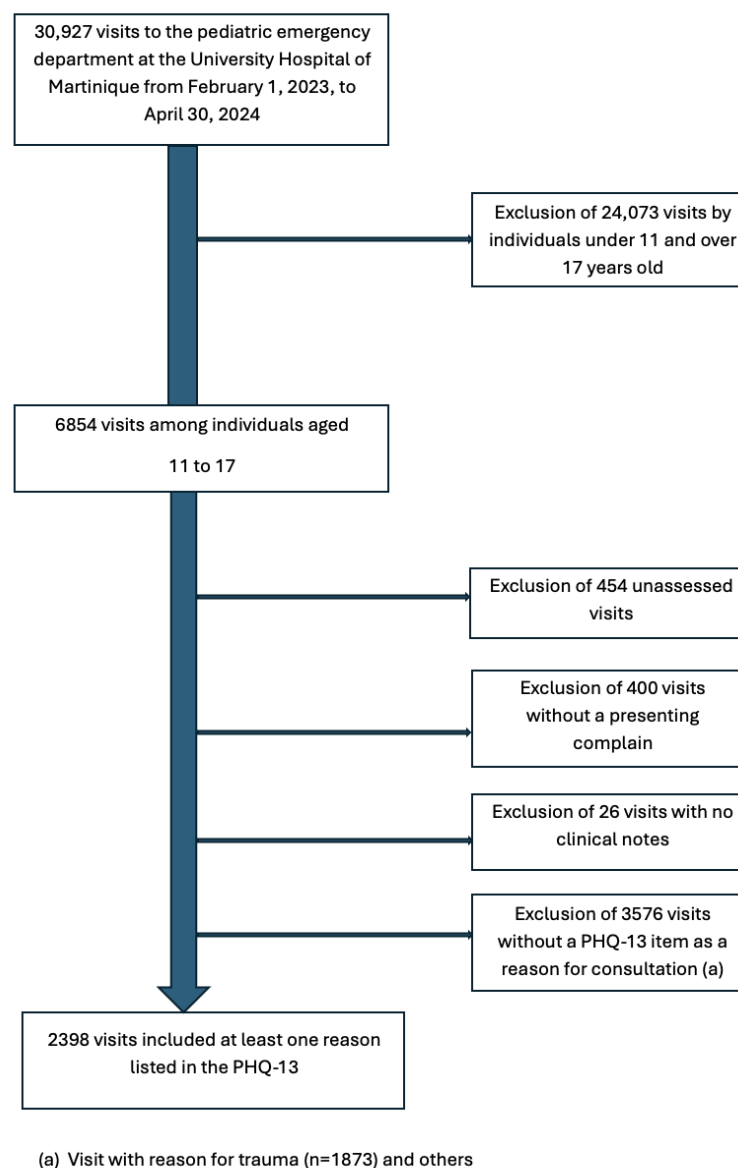 30,927 visits to the pediatric emergency
department at the University Hospital of
Martinique from February 1, 2023, to
April 30, 2024
Exclusion of 24,073 visits by
individuals under 11 and over
17 years old
6854 visits among individuals aged
11 to 17
Exclusion of 454 unassessed
visits
Exclusion of 400 visits
without a presenting
complain
Exclusion of 26 visits with no
clinical notes
Exclusion of 3576 visits
without a PHQ-13 item as a
reason for consultation (a)
2398 visits included at least one reason
listed in the PHQ-13
(a) Visit with reason for trauma (n=1873) and others